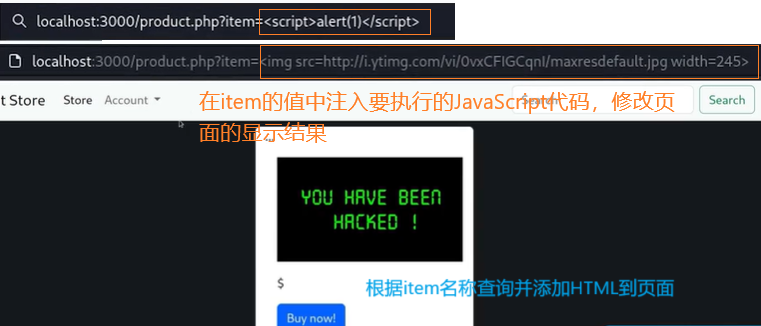 localhost:3000/product.php?item=<script>alert(1)</script>
localhost:3000/product.php?item=<img src=http://i.ytimg.com/vi/0vxCFIGCqnI/maxresdefault.jpg width=245>
t Store Store Account Search Search
在item的值中注入要执行的JavaScript代码，修改页
面的显示结果
YOU HAVE BEEN
HACKED !
$
根据item名称查询并添加HTML到页面
Buy now!